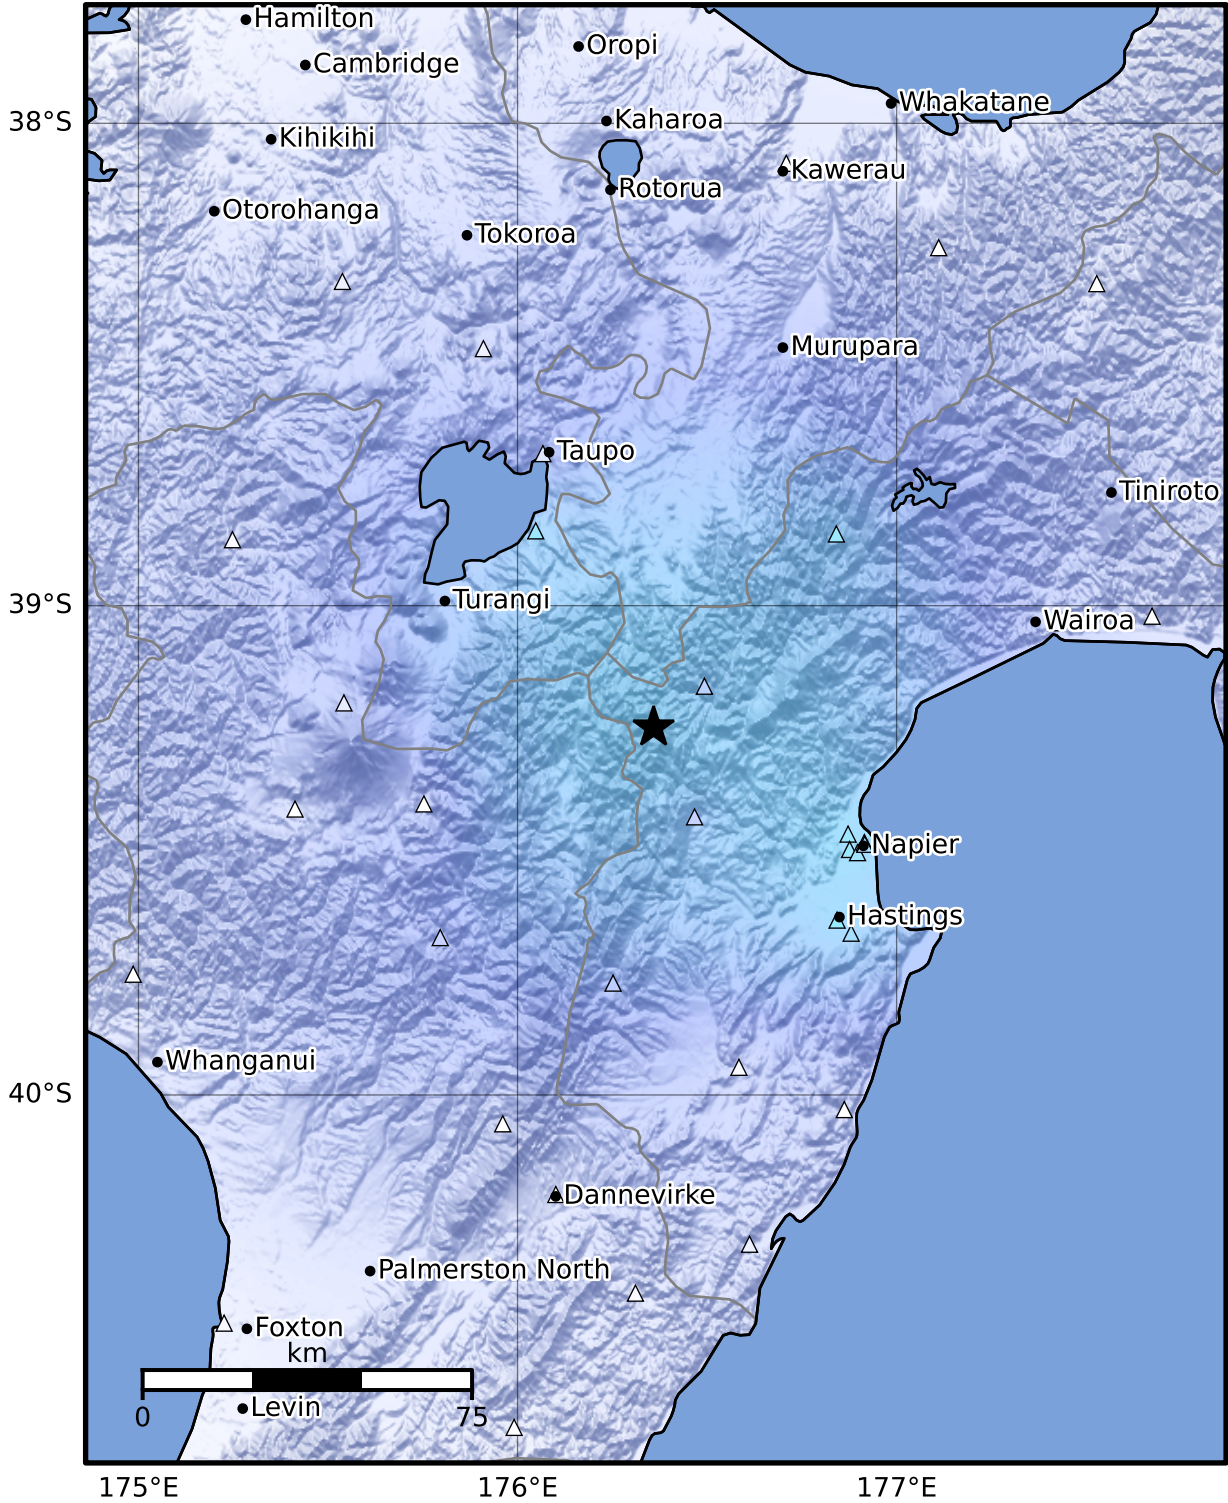 Hamilton
Oropi
Cambridge
Whakatane
38°S
Kaharoa
Kihikihi
Kawerau
Rotorua
Otorohanga
Tokoroa
Murupara
Taupo
Tiniroto
39°S
Turangi
Wairoa
Napier
Hastings
Whanganui
40°S
Dannevirke
Palmerston North
Foxton
km
Levin
0
75
175°E
176°E
177°E